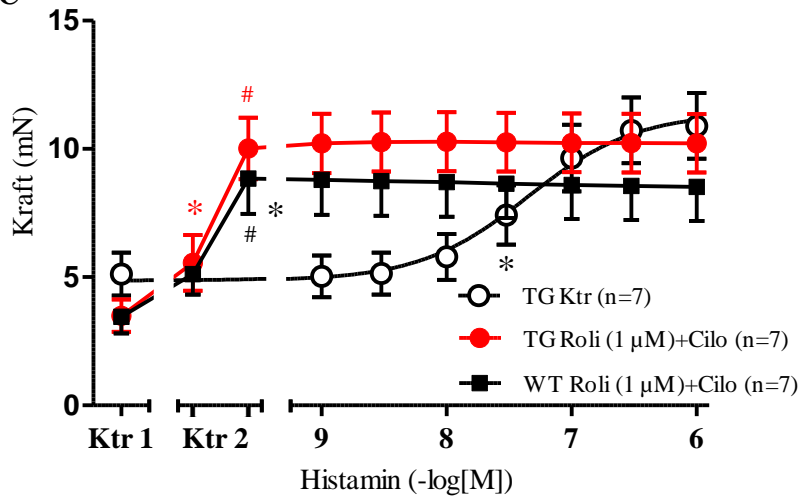 15
10
5
0
Kraft (mN)
#
*
*
#
*
TG Ktr (n=7)
TG Roli (1 µM)+Cilo (n=7)
WT Roli (1 µM)+Cilo (n=7)
Ktr 1 Ktr 2 9 8 7 6
Histamin (-log[M])